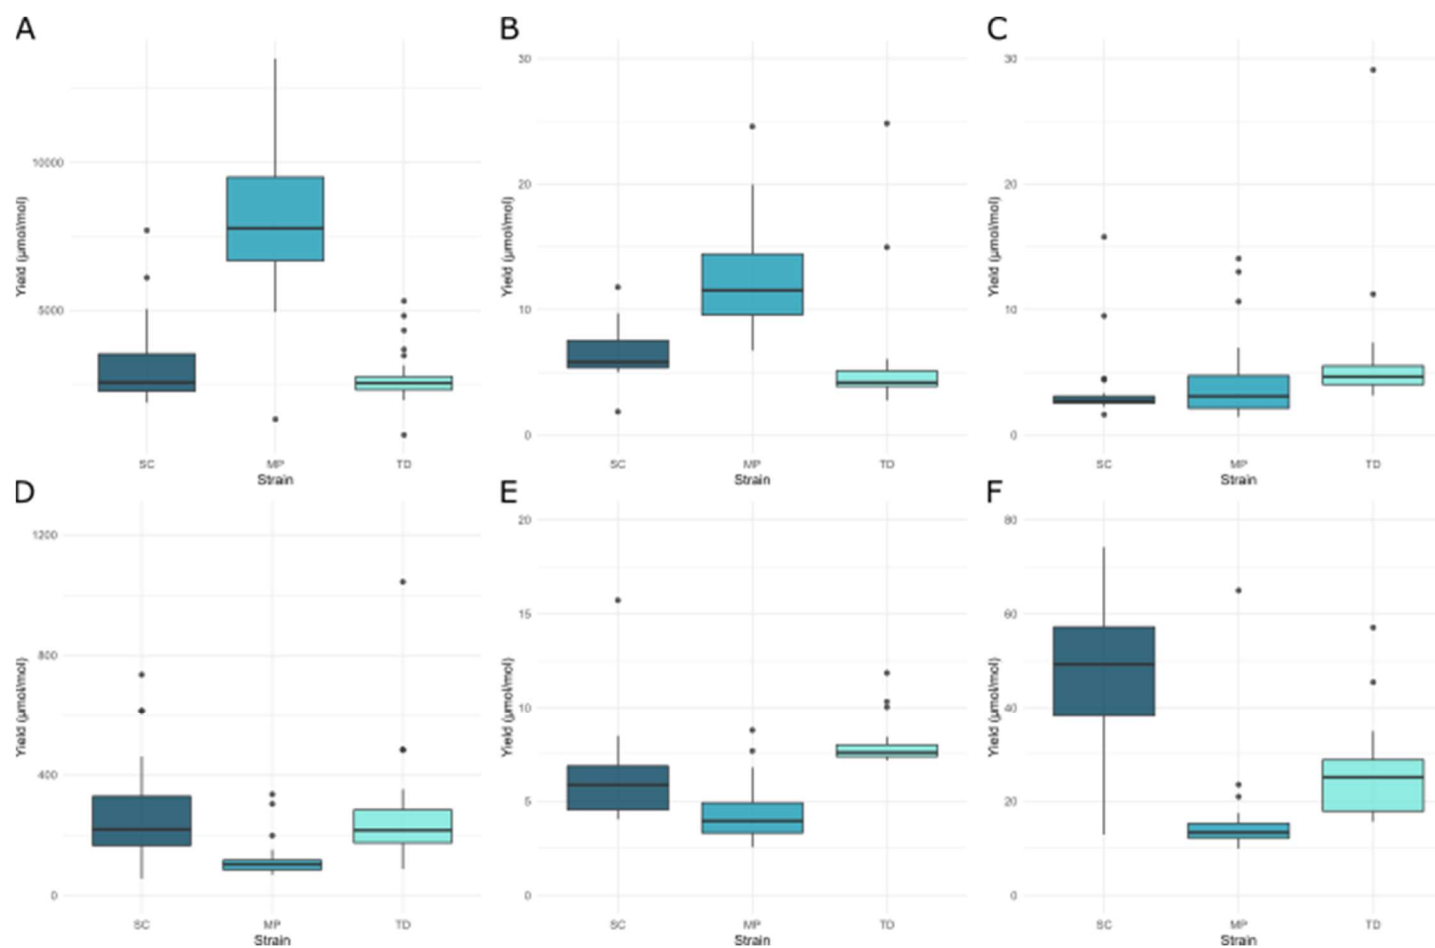 A
10000
5000
Yield (µmol/mol)
SC MP TD
Strain
B
30
20
10
0
Yield (µmol/mol)
SC MP TD
Strain
C
30
20
10
0
Yield (µmol/mol)
SC MP TD
Strain
D
1200
800
400
0
Yield (µmol/mol)
SC MP TD
Strain
E
20
15
10
5
0
Yield (µmol/mol)
SC MP TD
Strain
F
80
60
40
20
0
Yield (µmol/mol)
SC MP TD
Strain